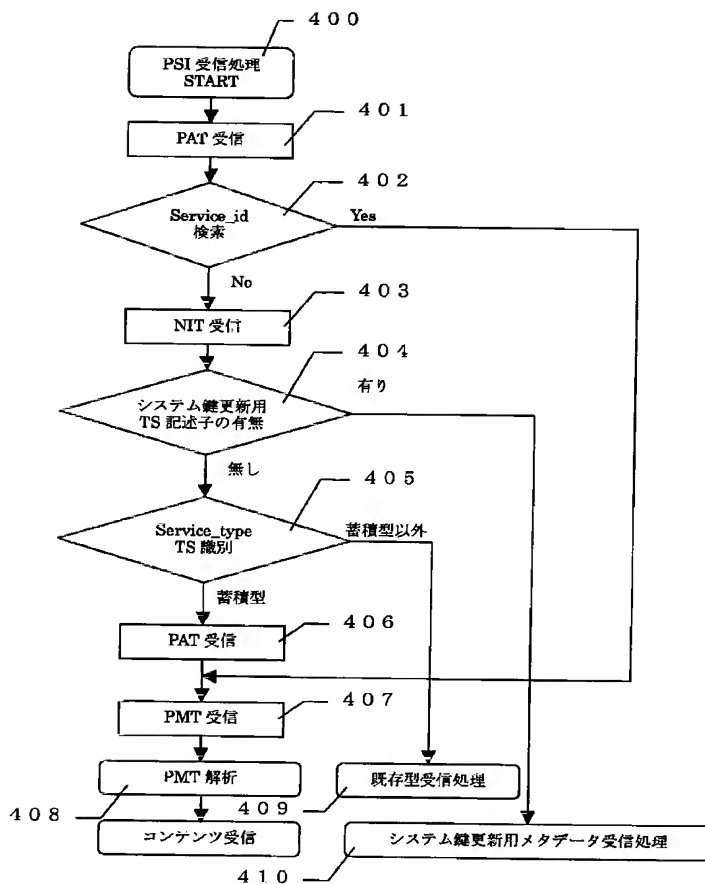 ４００
PSI 受信処理
START
４０１
PAT 受信
４０２
Service_id
検索
Yes
No
４０３
NIT 受信
４０４
有り
システム鍵更新用
TS 記述子の有無
無し
４０５
Service_type
TS 識別
蓄積型以外
蓄積型
４０６
PAT 受信
４０７
PMT 受信
PMT 解析
既存型受信処理
４０８
４０９
コンテンツ受信
システム鍵更新用メタデータ受信処理
４１０